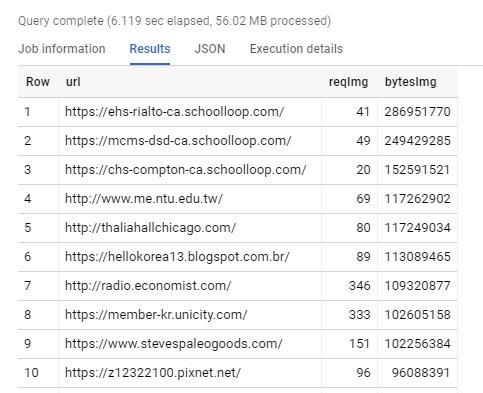 Query complete (6.119 sec elapsed, 56.02 MB processed)
Job information Results JSON Execution details
Row url reqImg bytesImg
1 https://ehs-rialto-ca.schoolloop.com/ 41 286951770
2 https://mcms-dsd-ca.schoolloop.com/ 49 249429285
3 https://chs-compton-ca.schoolloop.com/ 20 152591521
4 http://www.me.ntu.edu.tw/ 69 117262902
5 http://thaliahallchicago.com/ 80 117249034
6 https://hellokorea13.blogspot.com.br/ 89 113089465
7 http://radio.economist.com/ 346 109320877
8 https://member-kr.unicity.com/ 333 102605158
9 https://www.stevespaleogoods.com/ 151 102256384
10 https://z12322100.pixnet.net/ 96 96088391